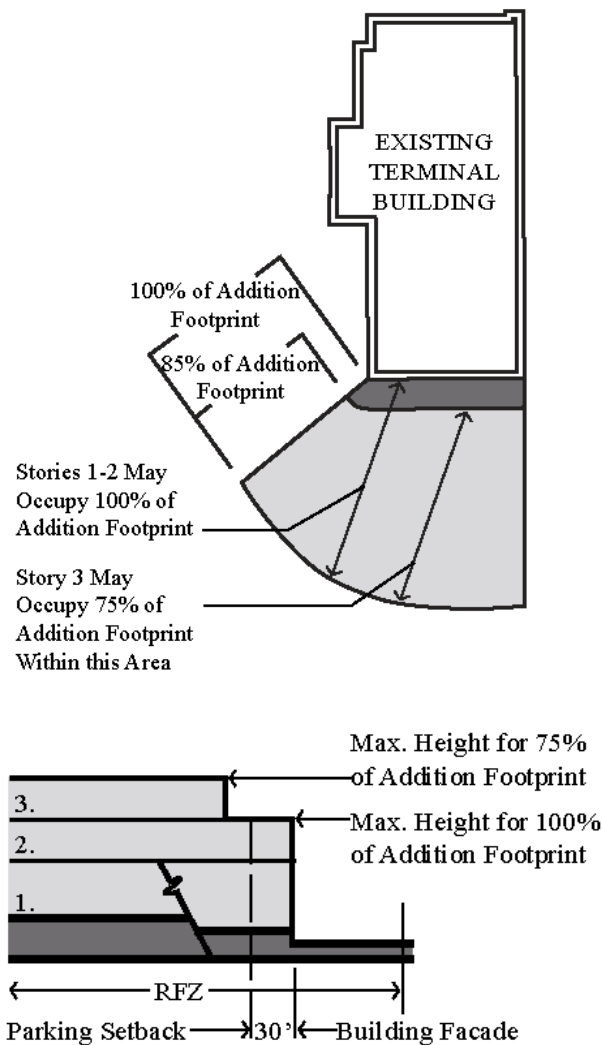 EXISTING
TERMINAL
BUILDING
100% of Addition
Footprint
85% of Addition
Footprint
Stories 1-2 May
Occupy 100% of
Addition Footprint
Story 3 May
Occupy 75% of
Addition Footprint
Within this Area
Max. Height for 75%
of Addition Footprint
3.
Max. Height for 100%
of Addition Footprint
2.
1.
RFZ
Parking Setback 30' Building Facade